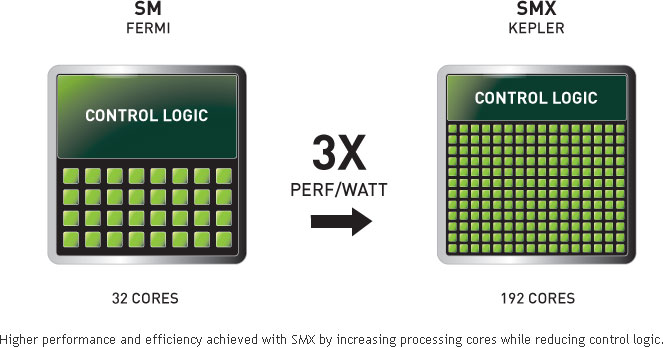 SM
FERMI
SMX
KEPLER
CONTROL LOGIC
CONTROL LOGIC
3X
PERF/WATT
32 CORES
192 CORES
Higher performance and efficiency achieved with SMX by increasing processing cores while reducing control logic.